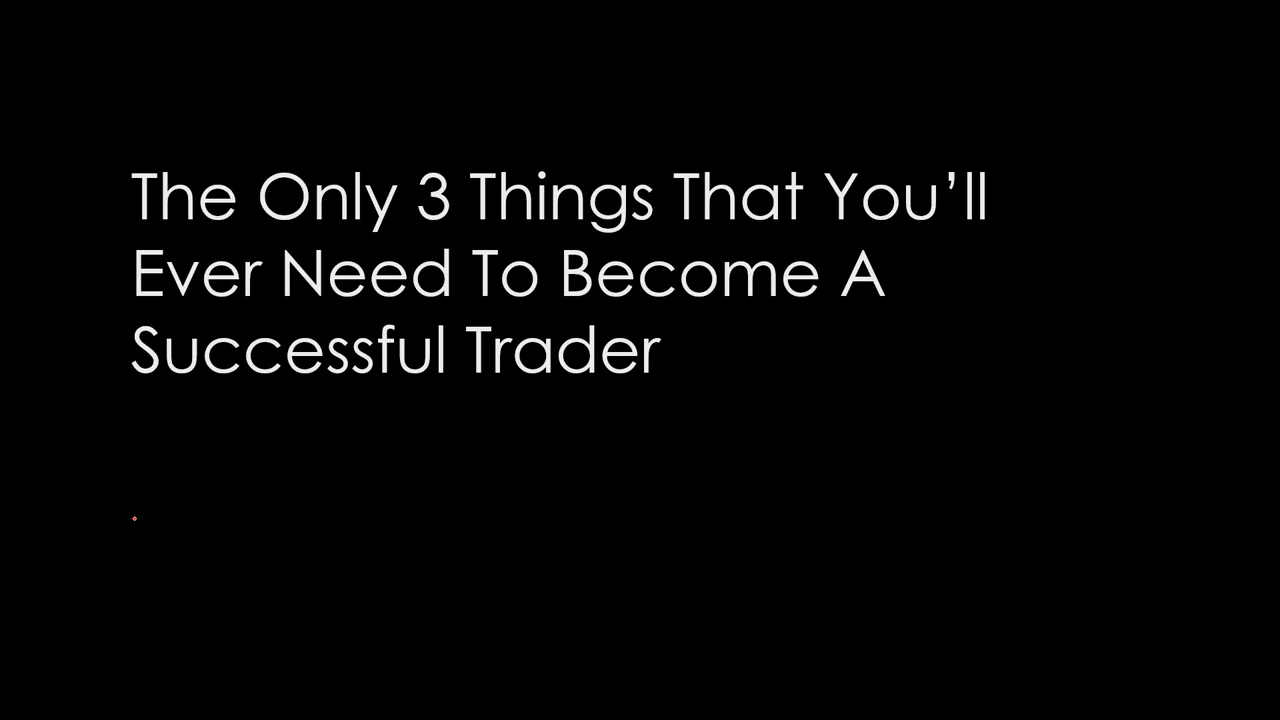 The Only 3 Things That You’ll
Ever Need To Become A
Successful Trader